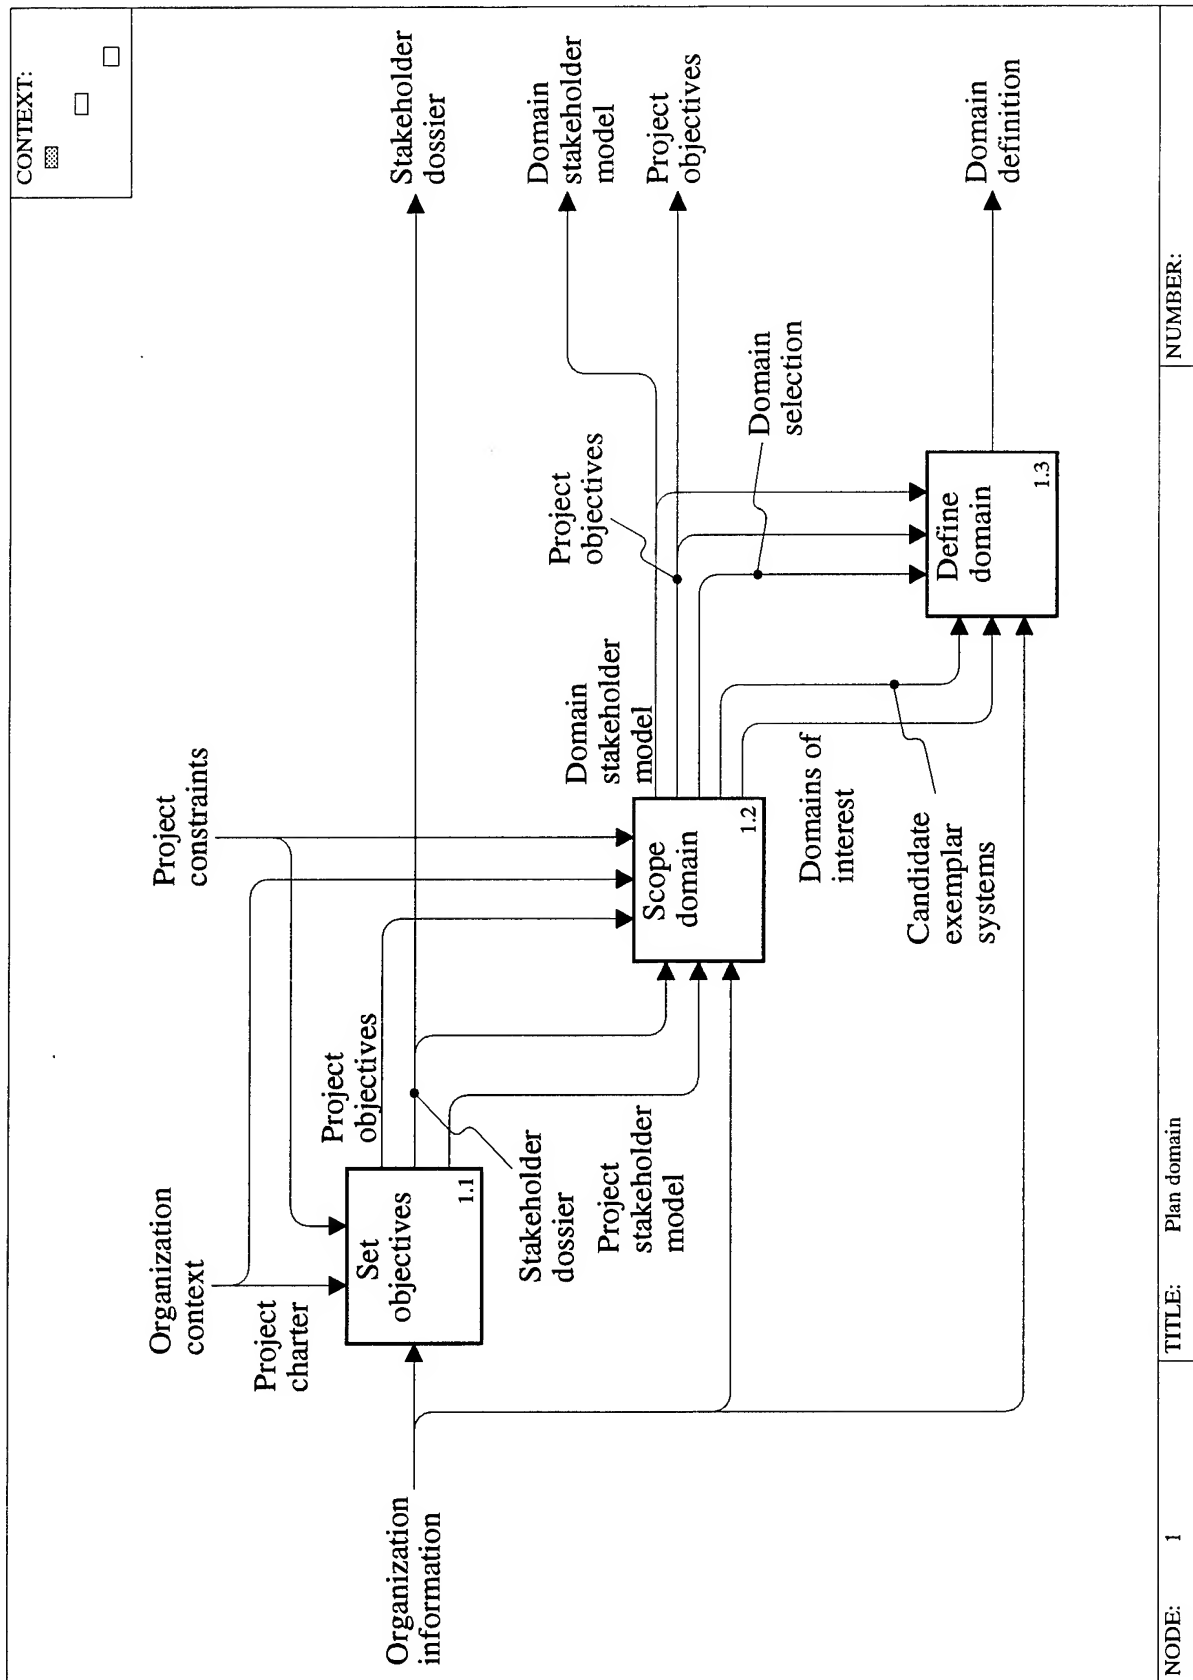 CONTEXT:
Organization
context
Project
constraints
Project
charter
Organization
information
Set
objectives
1.1
Project
objectives
Stakeholder
dossier
Stakeholder
dossier
Project
stakeholder
model
Scope
domain
1.2
Domain
stakeholder
model
Project
objectives
Domain
stakeholder
model
Project
objectives
Domain
selection
Domains of
interest
Candidate
exemplar
systems
Define
domain
1.3
Domain
definition
NODE: 1
TITLE: Plan domain
NUMBER: